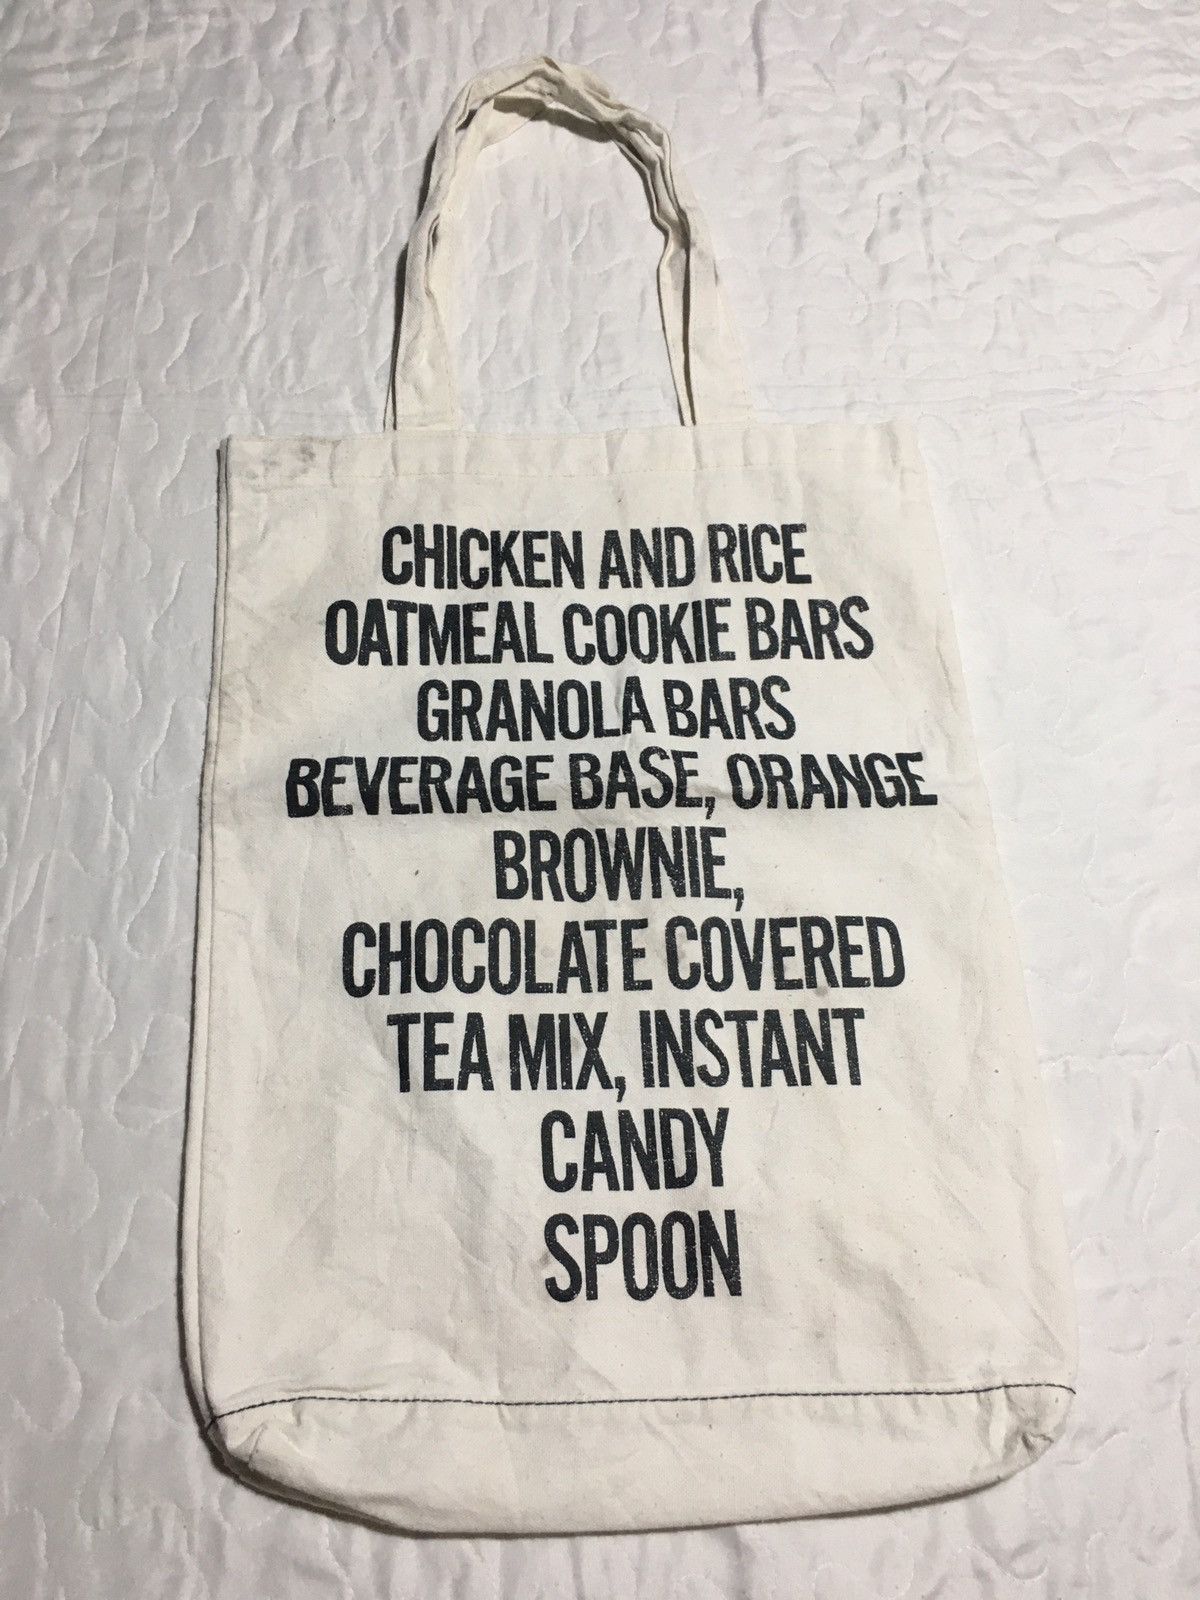 CHICKEN AND RICE
OATMEAL COOKIE BARS
GRANOLA BARS
BEVERAGE BASE, ORANGE
BROWNIE,
CHOCOLATE COVERED
TEA MIX, INSTANT
CANDY
SPOON